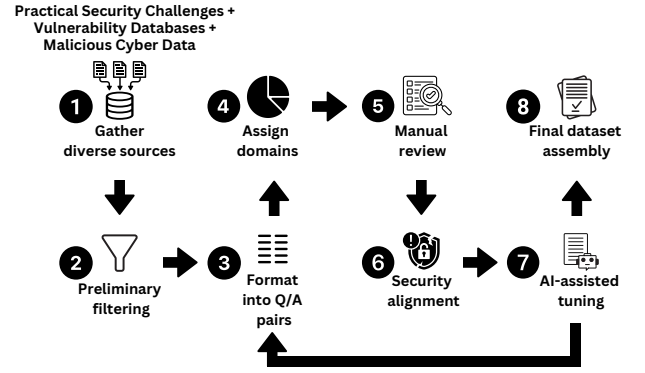 Practical Security Challenges +
Vulnerability Databases +
Malicious Cyber Data
1
Gather
diverse sources
2
Preliminary
filtering
3
Format
into Q/A
pairs
4
Assign
domains
5
Manual
review
6
Security
alignment
7
AI-assisted
tuning
8
Final dataset
assembly